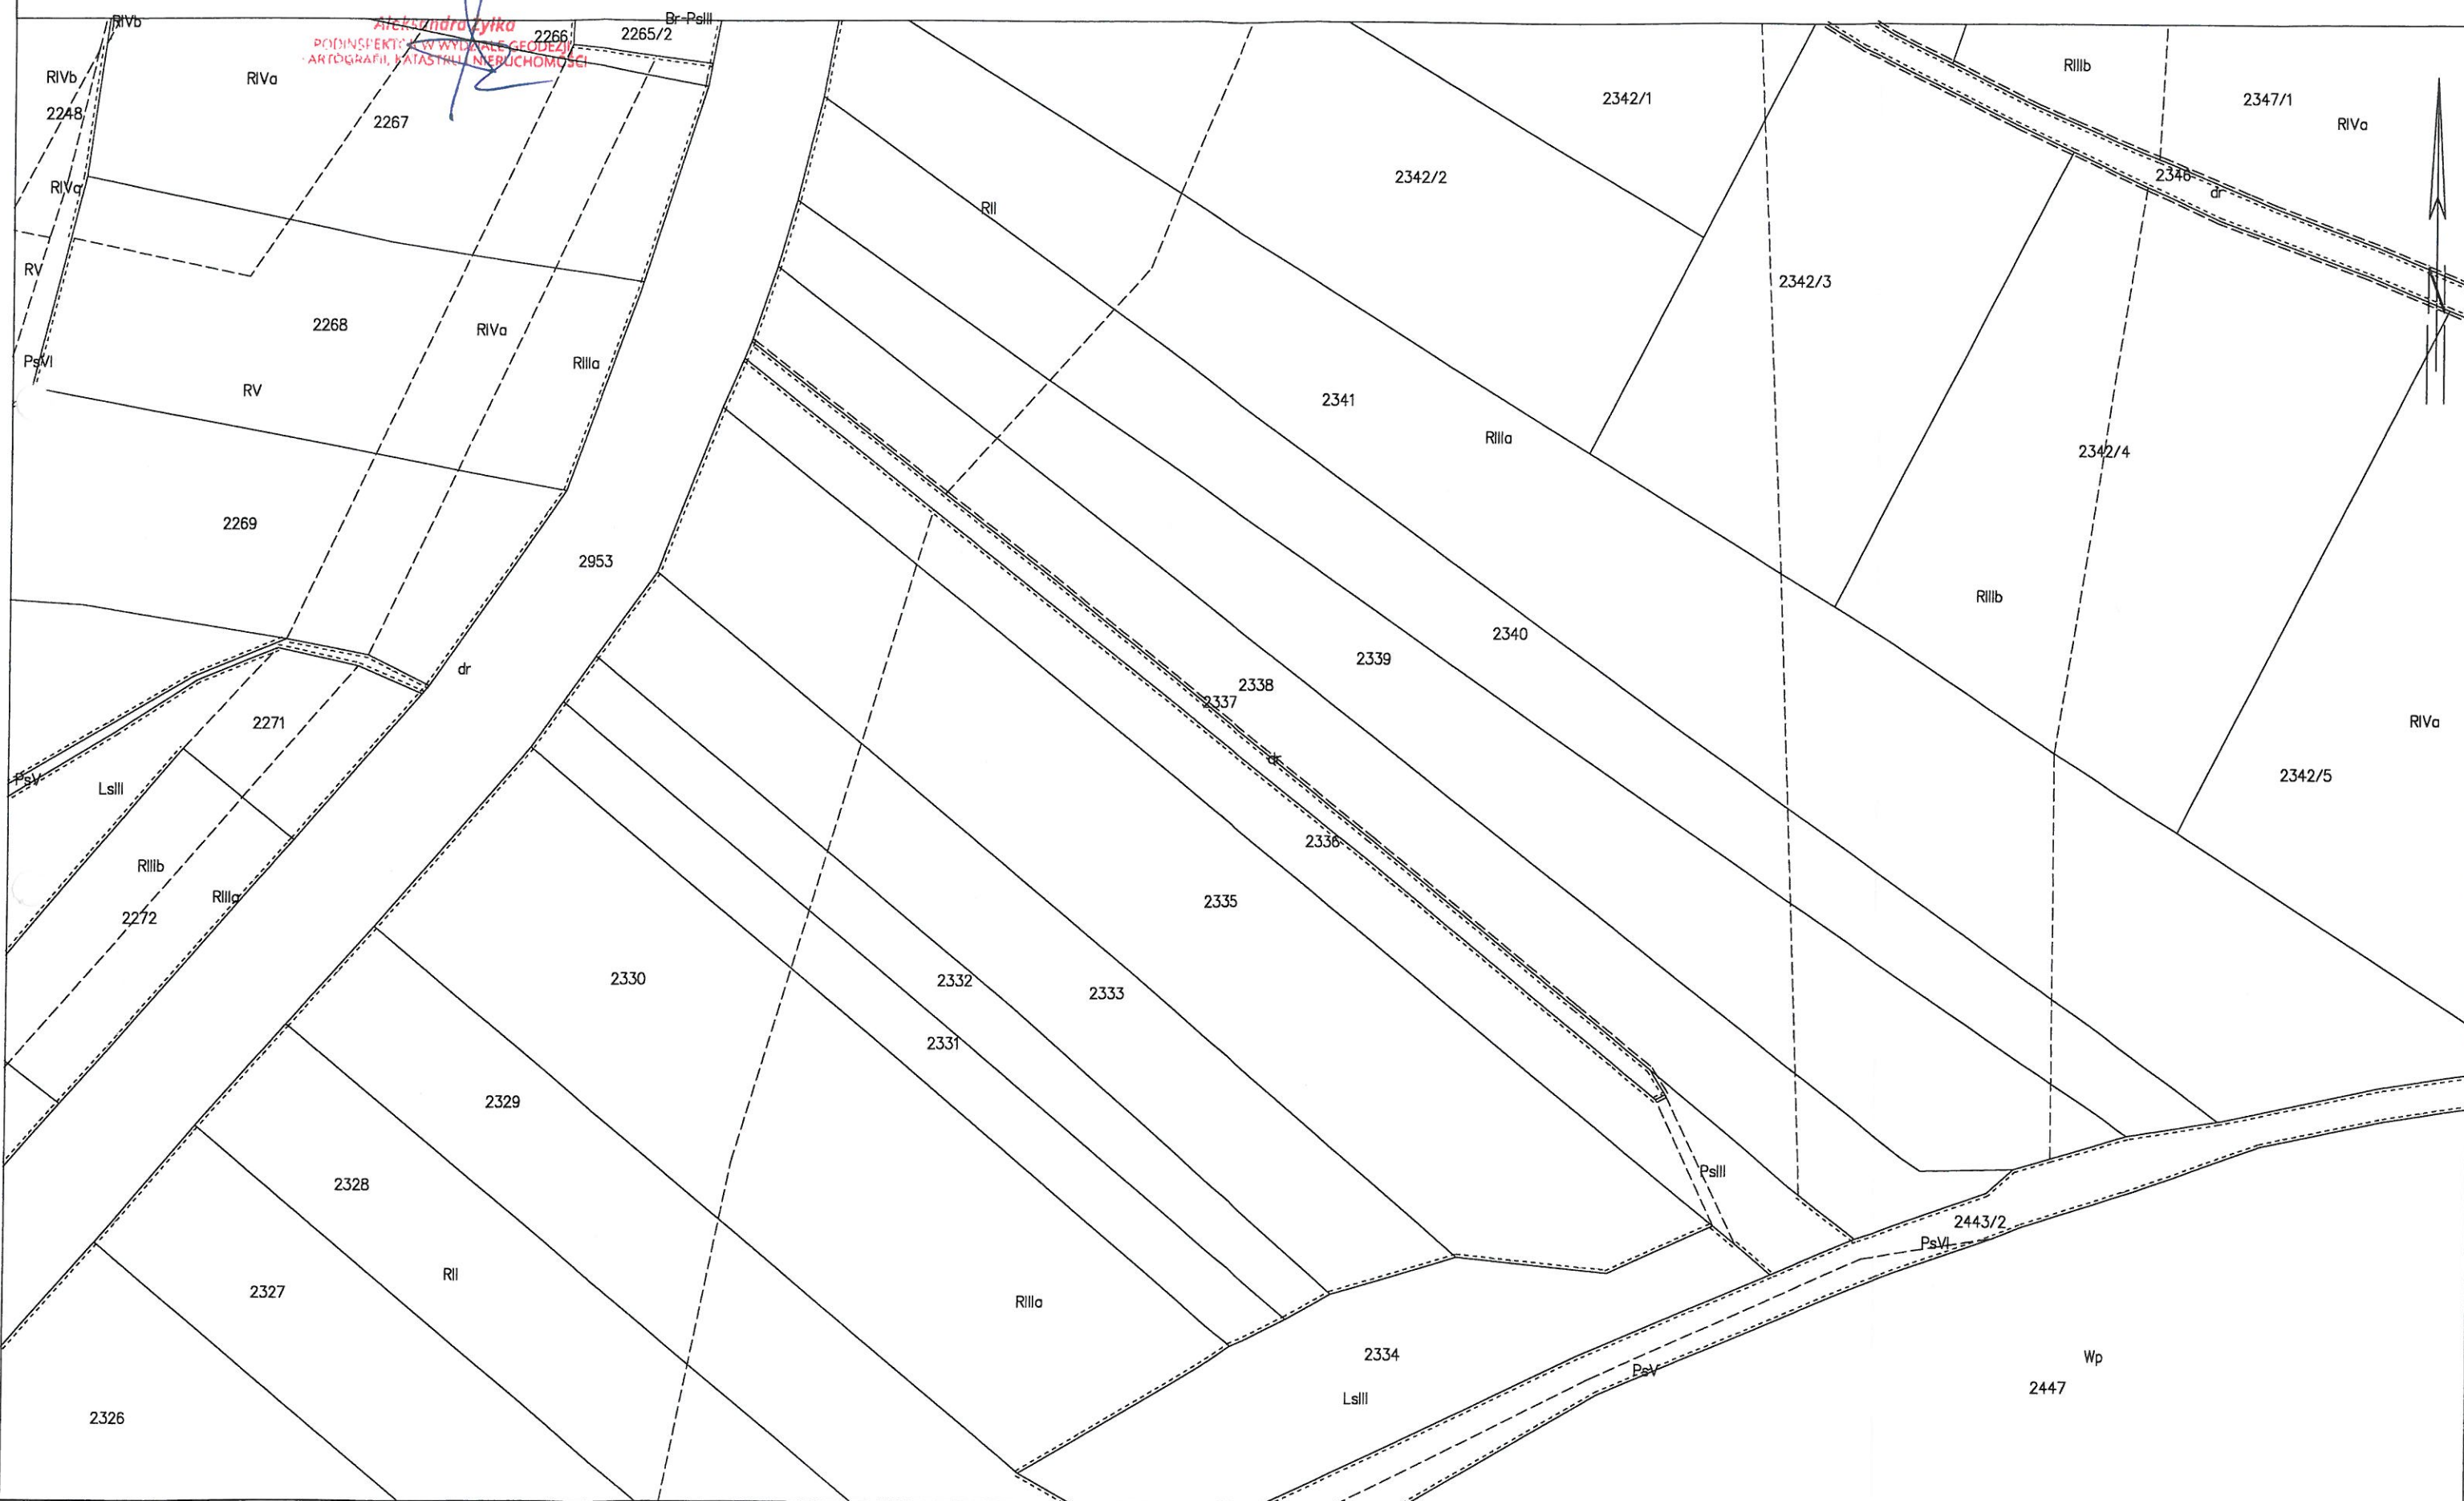 RIVb
Br-PsIII
Aleksandra Zyłka
PODINSPEKTOR W WYDZIALE GEODEZJI
KARTOGRAFII, KATASTRU I NIERUCHOMOŚCI
2266
2265/2
RIVb
RIVa
RIIIb
2347/1
2342/1
2248
2267
RIVa
2342/2
2346
RIVa
dr
RII
RV
2342/3
2268
RIVa
PsVI
RIIIa
RV
2341
RIIIa
2342/4
N
2269
2953
RIIIb
2340
2339
dr
2338
2337
2271
RIVa
dr
PsV
LsIII
2342/5
2336
RIIIb
RIIIa
2335
2272
2330
2332
2333
2331
2329
PsIII
2328
2443/2
PsVI
RII
2327
RIIIa
2334
Wp
PsV
2447
LsIII
2326